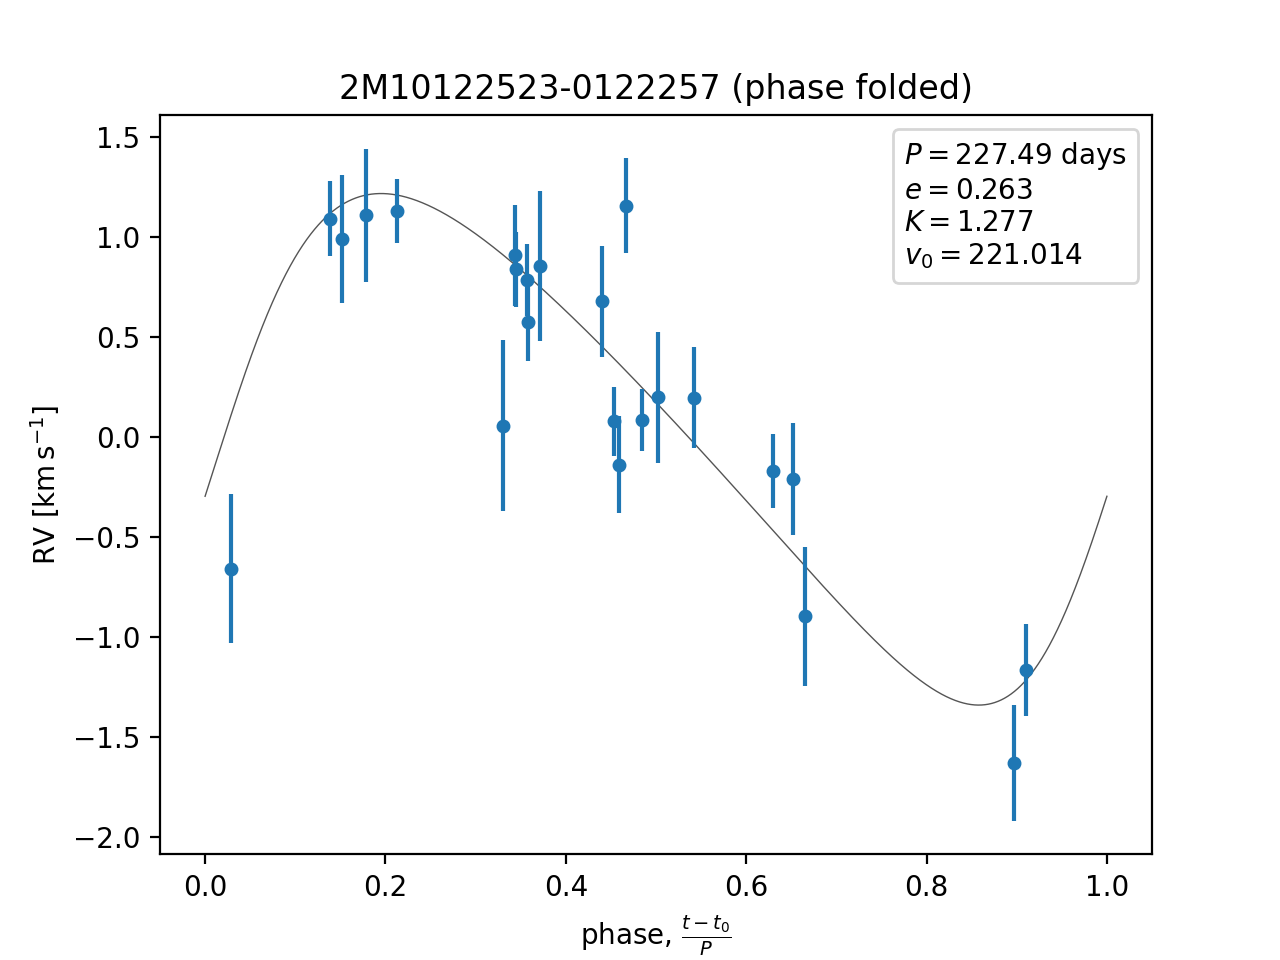 2M10122523-0122257 (phase folded)
P = 227.49 days
e = 0.263
K = 1.277
v₀ = 221.014
RV [km s⁻¹]
1.5
1.0
0.5
0.0
−0.5
−1.0
−1.5
−2.0
0.0 0.2 0.4 0.6 0.8 1.0
phase, (t − t₀)/P